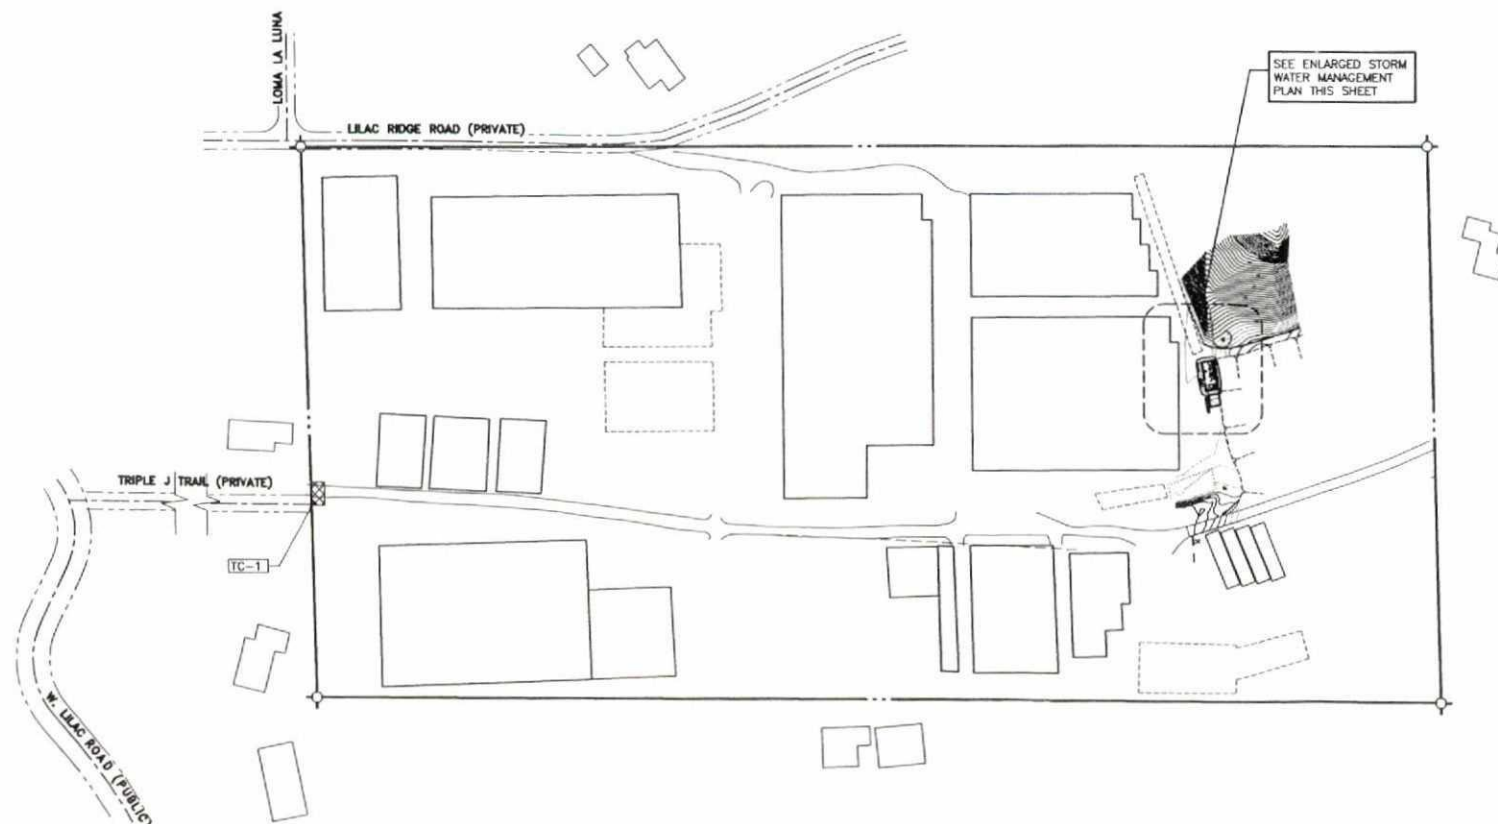 LOMA LA LUNA
SEE ENLARGED STORM
WATER MANAGEMENT
PLAN THIS SHEET
LILAC RIDGE ROAD (PRIVATE)
TRIPLE J TRAIL (PRIVATE)
TC-1
W. LILAC ROAD (PUBLIC)